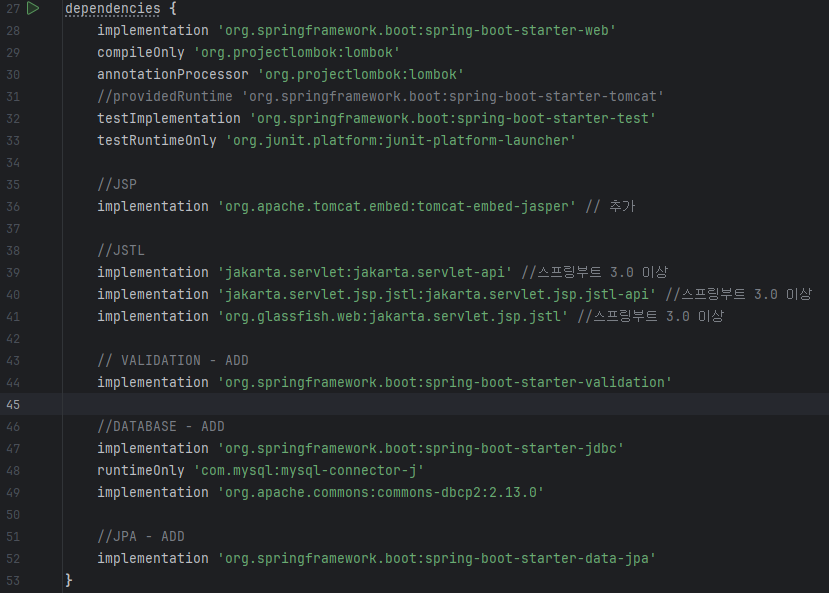 27 dependencies {
28 implementation 'org.springframework.boot:spring-boot-starter-web'
29 compileOnly 'org.projectlombok:lombok'
30 annotationProcessor 'org.projectlombok:lombok'
31 //providedRuntime 'org.springframework.boot:spring-boot-starter-tomcat'
32 testImplementation 'org.springframework.boot:spring-boot-starter-test'
33 testRuntimeOnly 'org.junit.platform:junit-platform-launcher'
34
35 //JSP
36 implementation 'org.apache.tomcat.embed:tomcat-embed-jasper' // 추가
37
38 //JSTL
39 implementation 'jakarta.servlet:jakarta.servlet-api' //스프링부트 3.0 이상
40 implementation 'jakarta.servlet.jsp.jstl:jakarta.servlet.jsp.jstl-api' //스프링부트 3.0 이상
41 implementation 'org.glassfish.web:jakarta.servlet.jsp.jstl' //스프링부트 3.0 이상
42
43 // VALIDATION - ADD
44 implementation 'org.springframework.boot:spring-boot-starter-validation'
45
46 //DATABASE - ADD
47 implementation 'org.springframework.boot:spring-boot-starter-jdbc'
48 runtimeOnly 'com.mysql:mysql-connector-j'
49 implementation 'org.apache.commons:commons-dbcp2:2.13.0'
50
51 //JPA - ADD
52 implementation 'org.springframework.boot:spring-boot-starter-data-jpa'
53 }